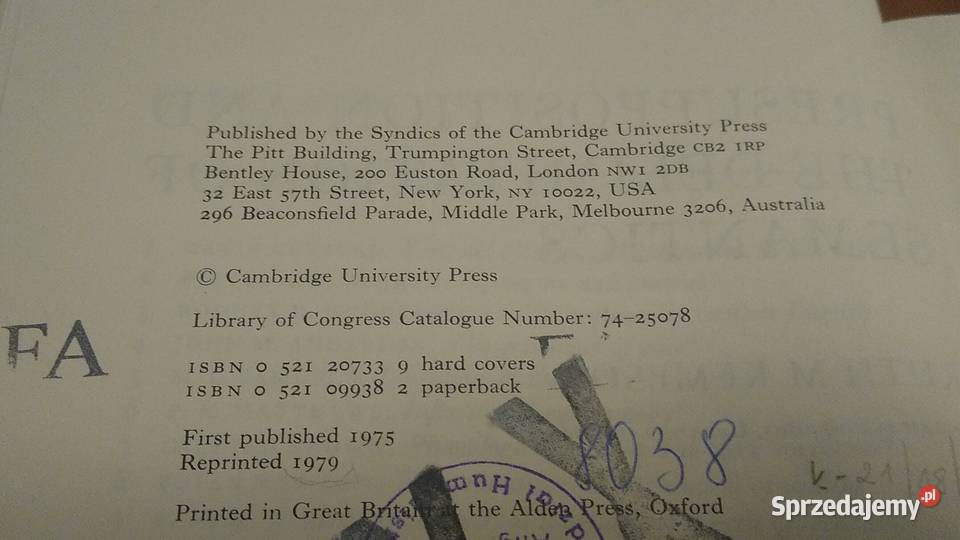 Published by the Syndics of the Cambridge University Press
The Pitt Building, Trumpington Street, Cambridge CB2 1RP
Bentley House, 200 Euston Road, London NW1 2DB
32 East 57th Street, New York, NY 10022, USA
296 Beaconsfield Parade, Middle Park, Melbourne 3206, Australia
© Cambridge University Press
Library of Congress Catalogue Number: 74-25078
FA
ISBN 0 521 20733 9 hard covers
ISBN 0 521 09938 2 paperback
First published 1975
Reprinted 1979
8038
Printed in Great Britain at the Alden Press, Oxford
Sprzedajemy.pl